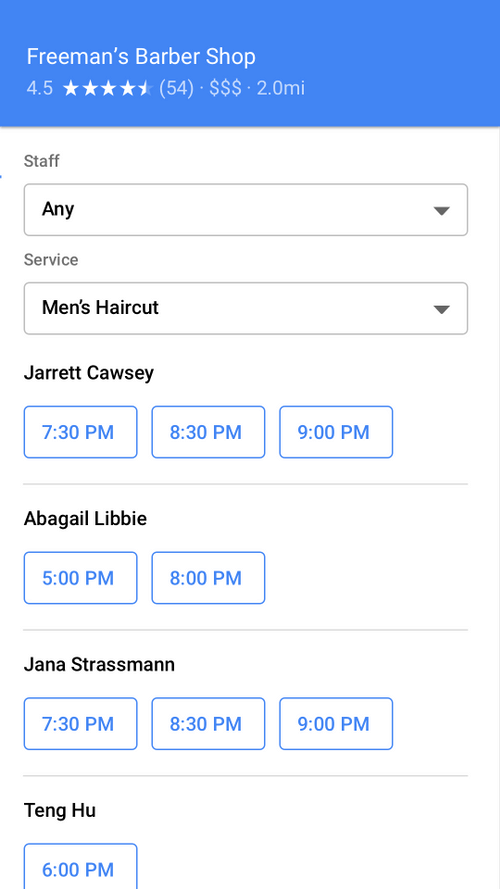 Freeman’s Barber Shop
4.5 ★★★★ (54) · $$$ · 2.0mi
Staff
Any
Service
Men’s Haircut
Jarrett Cawsey
7:30 PM 8:30 PM 9:00 PM
Abagail Libbie
5:00 PM 8:00 PM
Jana Strassmann
7:30 PM 8:30 PM 9:00 PM
Teng Hu
6:00 PM